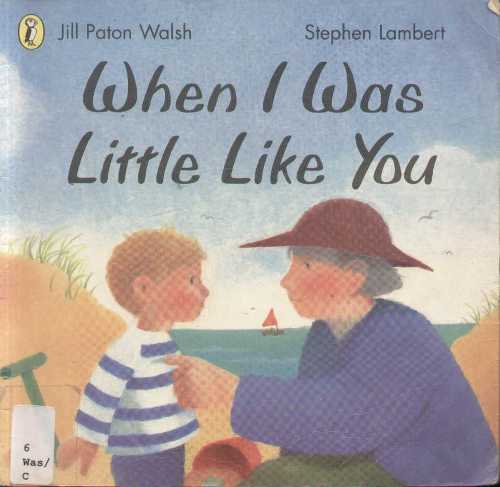 Jill Paton Walsh
Stephen Lambert
When I Was
Little Like You
6
Was/
C